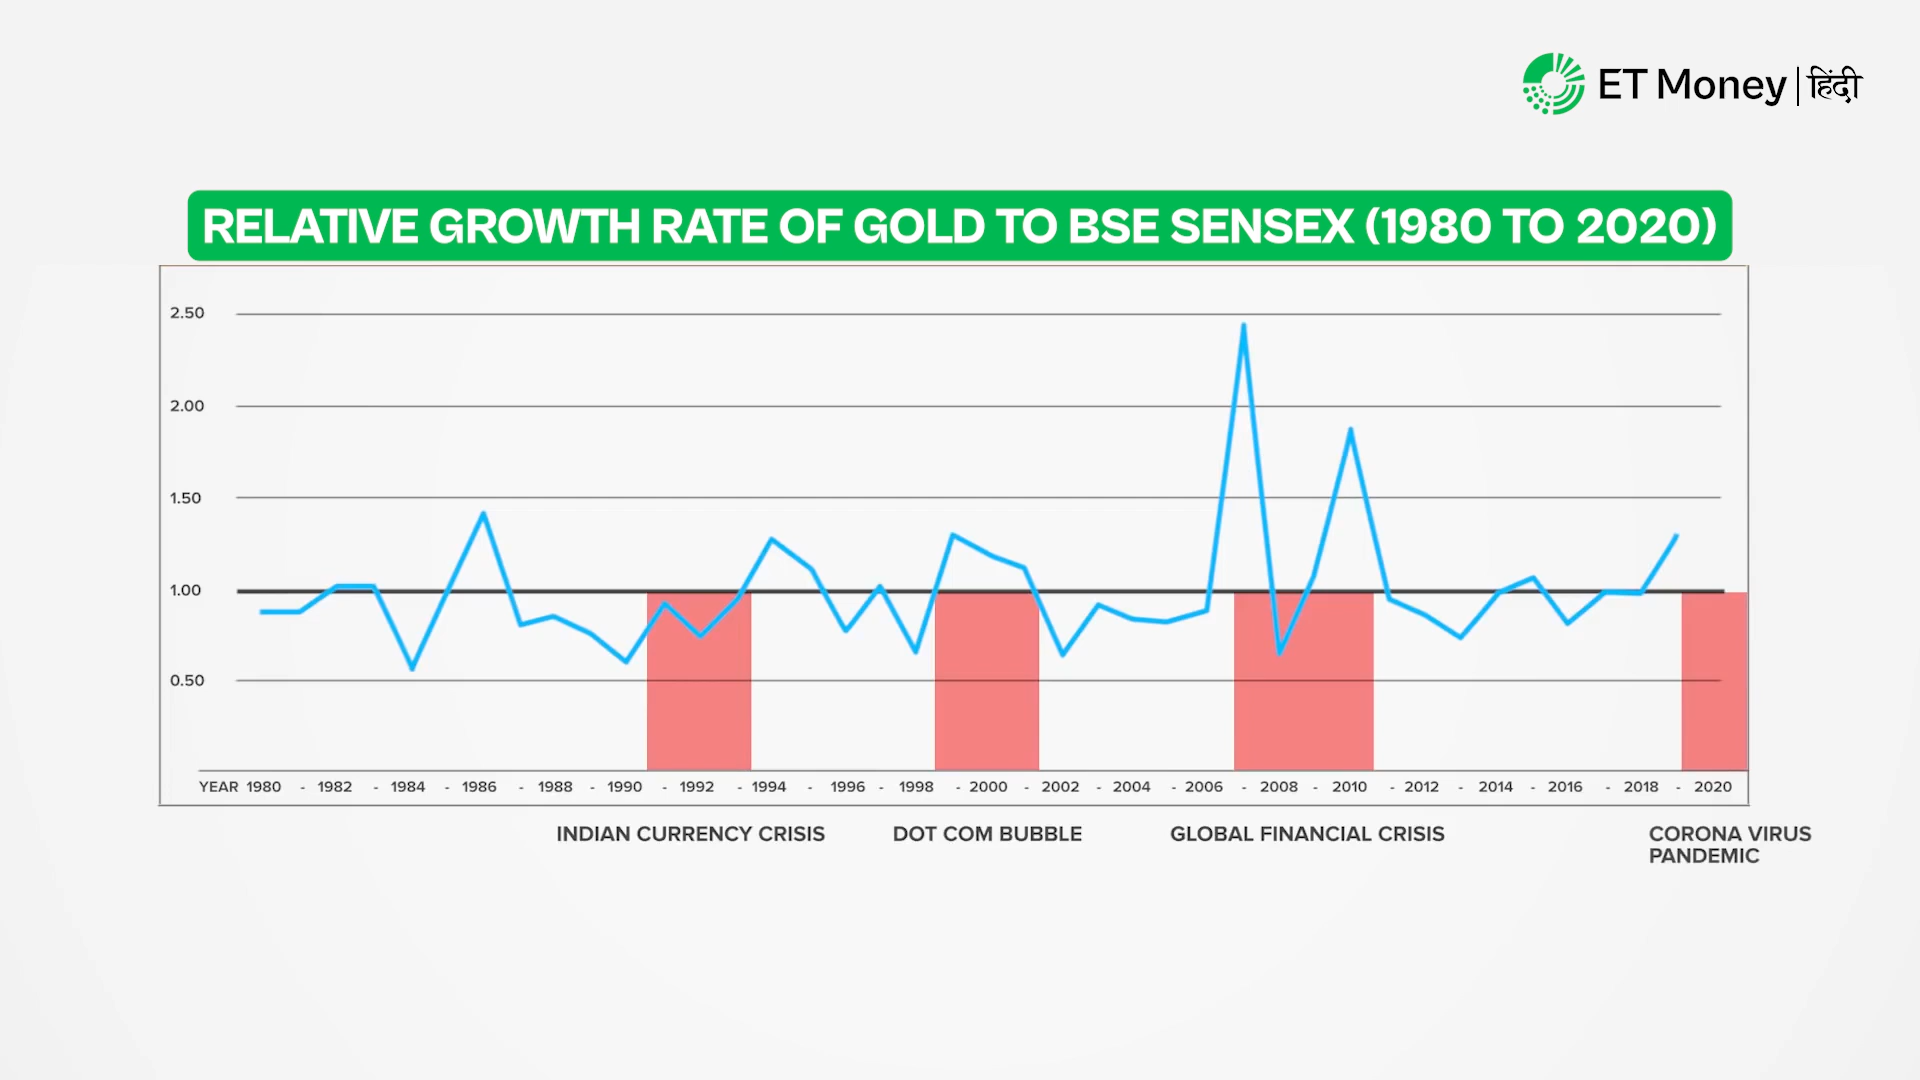 ET Money | हिंदी
RELATIVE GROWTH RATE OF GOLD TO BSE SENSEX (1980 TO 2020)
2.50
2.00
1.50
1.00
0.50
YEAR 1980 - 1982 - 1984 - 1986 - 1988 - 1990 - 1992 - 1994 - 1996 - 1998 - 2000 - 2002 - 2004 - 2006 - 2008 - 2010 - 2012 - 2014 - 2016 - 2018 - 2020
INDIAN CURRENCY CRISIS
DOT COM BUBBLE
GLOBAL FINANCIAL CRISIS
CORONA VIRUS
PANDEMIC